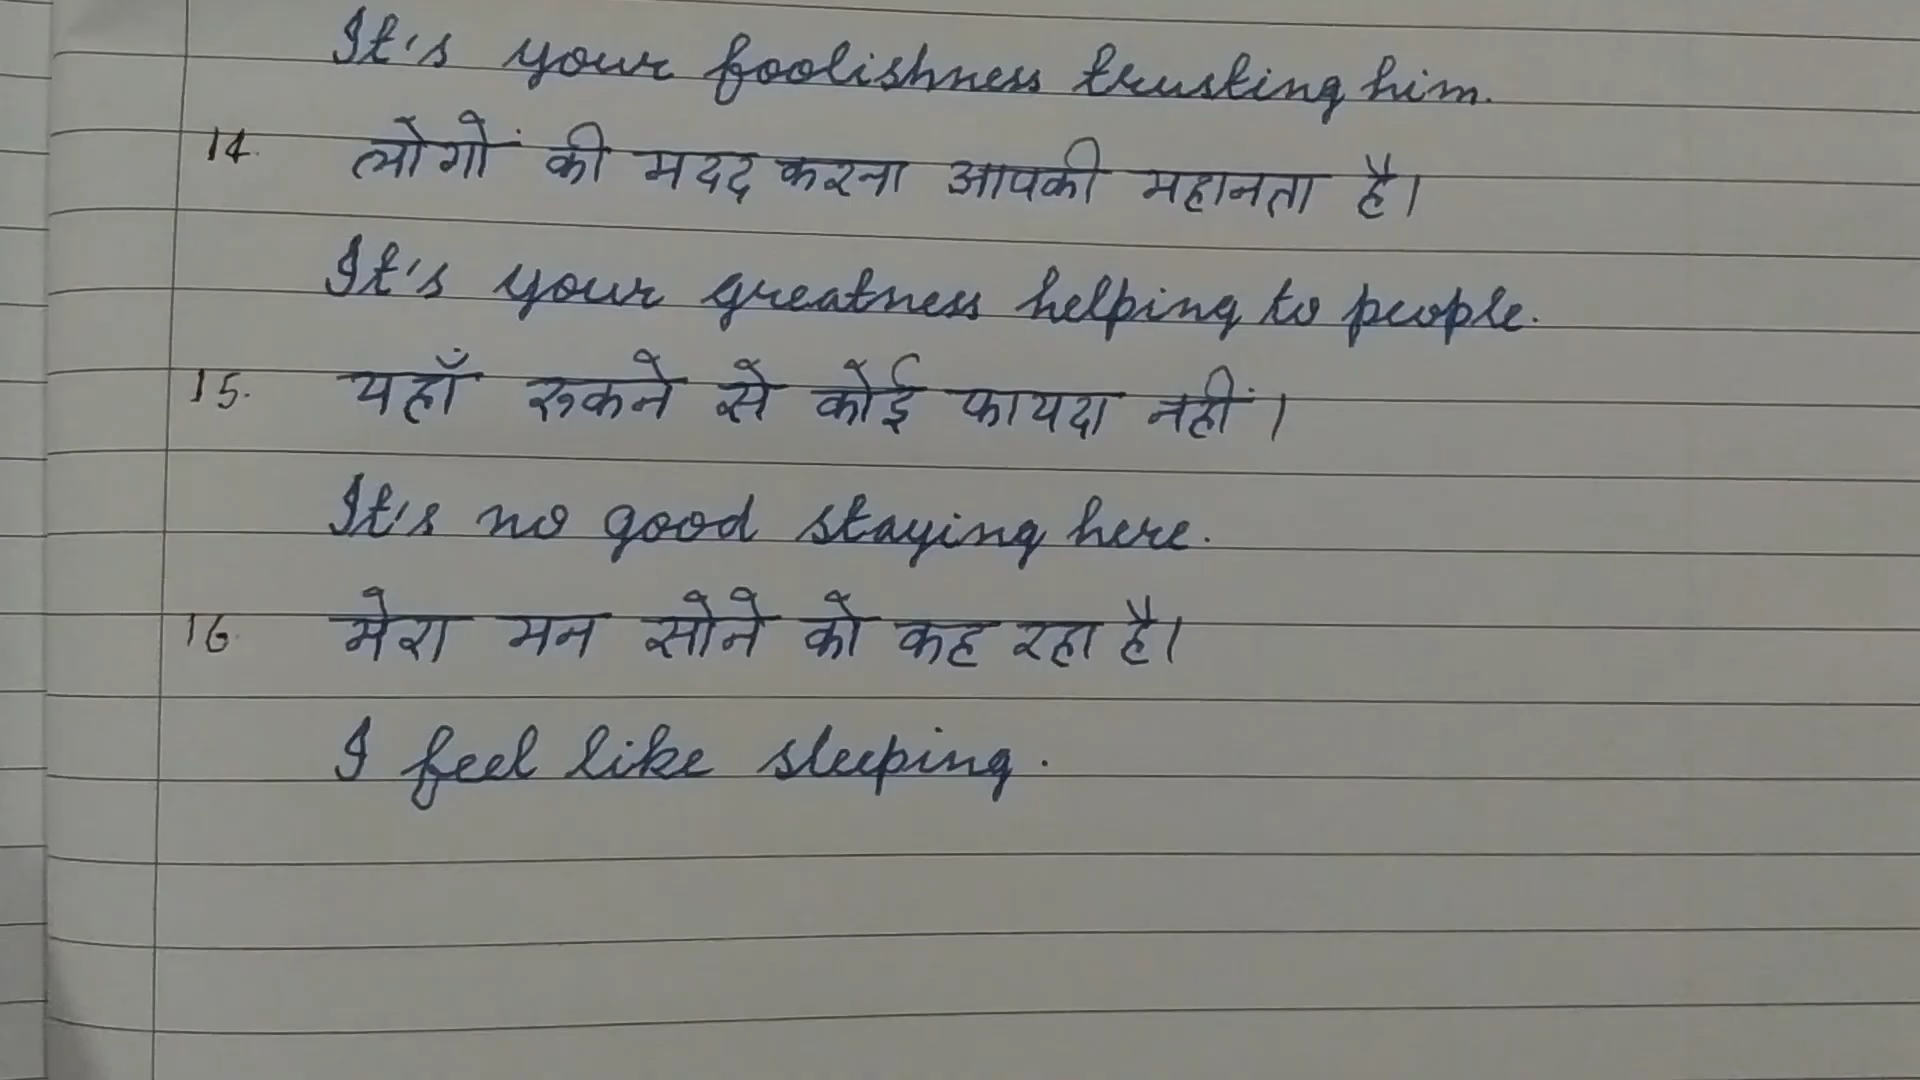 It's your foolishness trusting him.
14. लोगों की मदद करना आपकी महानता है।
It's your greatness helping to people.
15. यहाँ रुकने से कोई फायदा नहीं।
It's no good staying here.
16. मेरा मन सोने को कह रहा है।
I feel like sleeping.